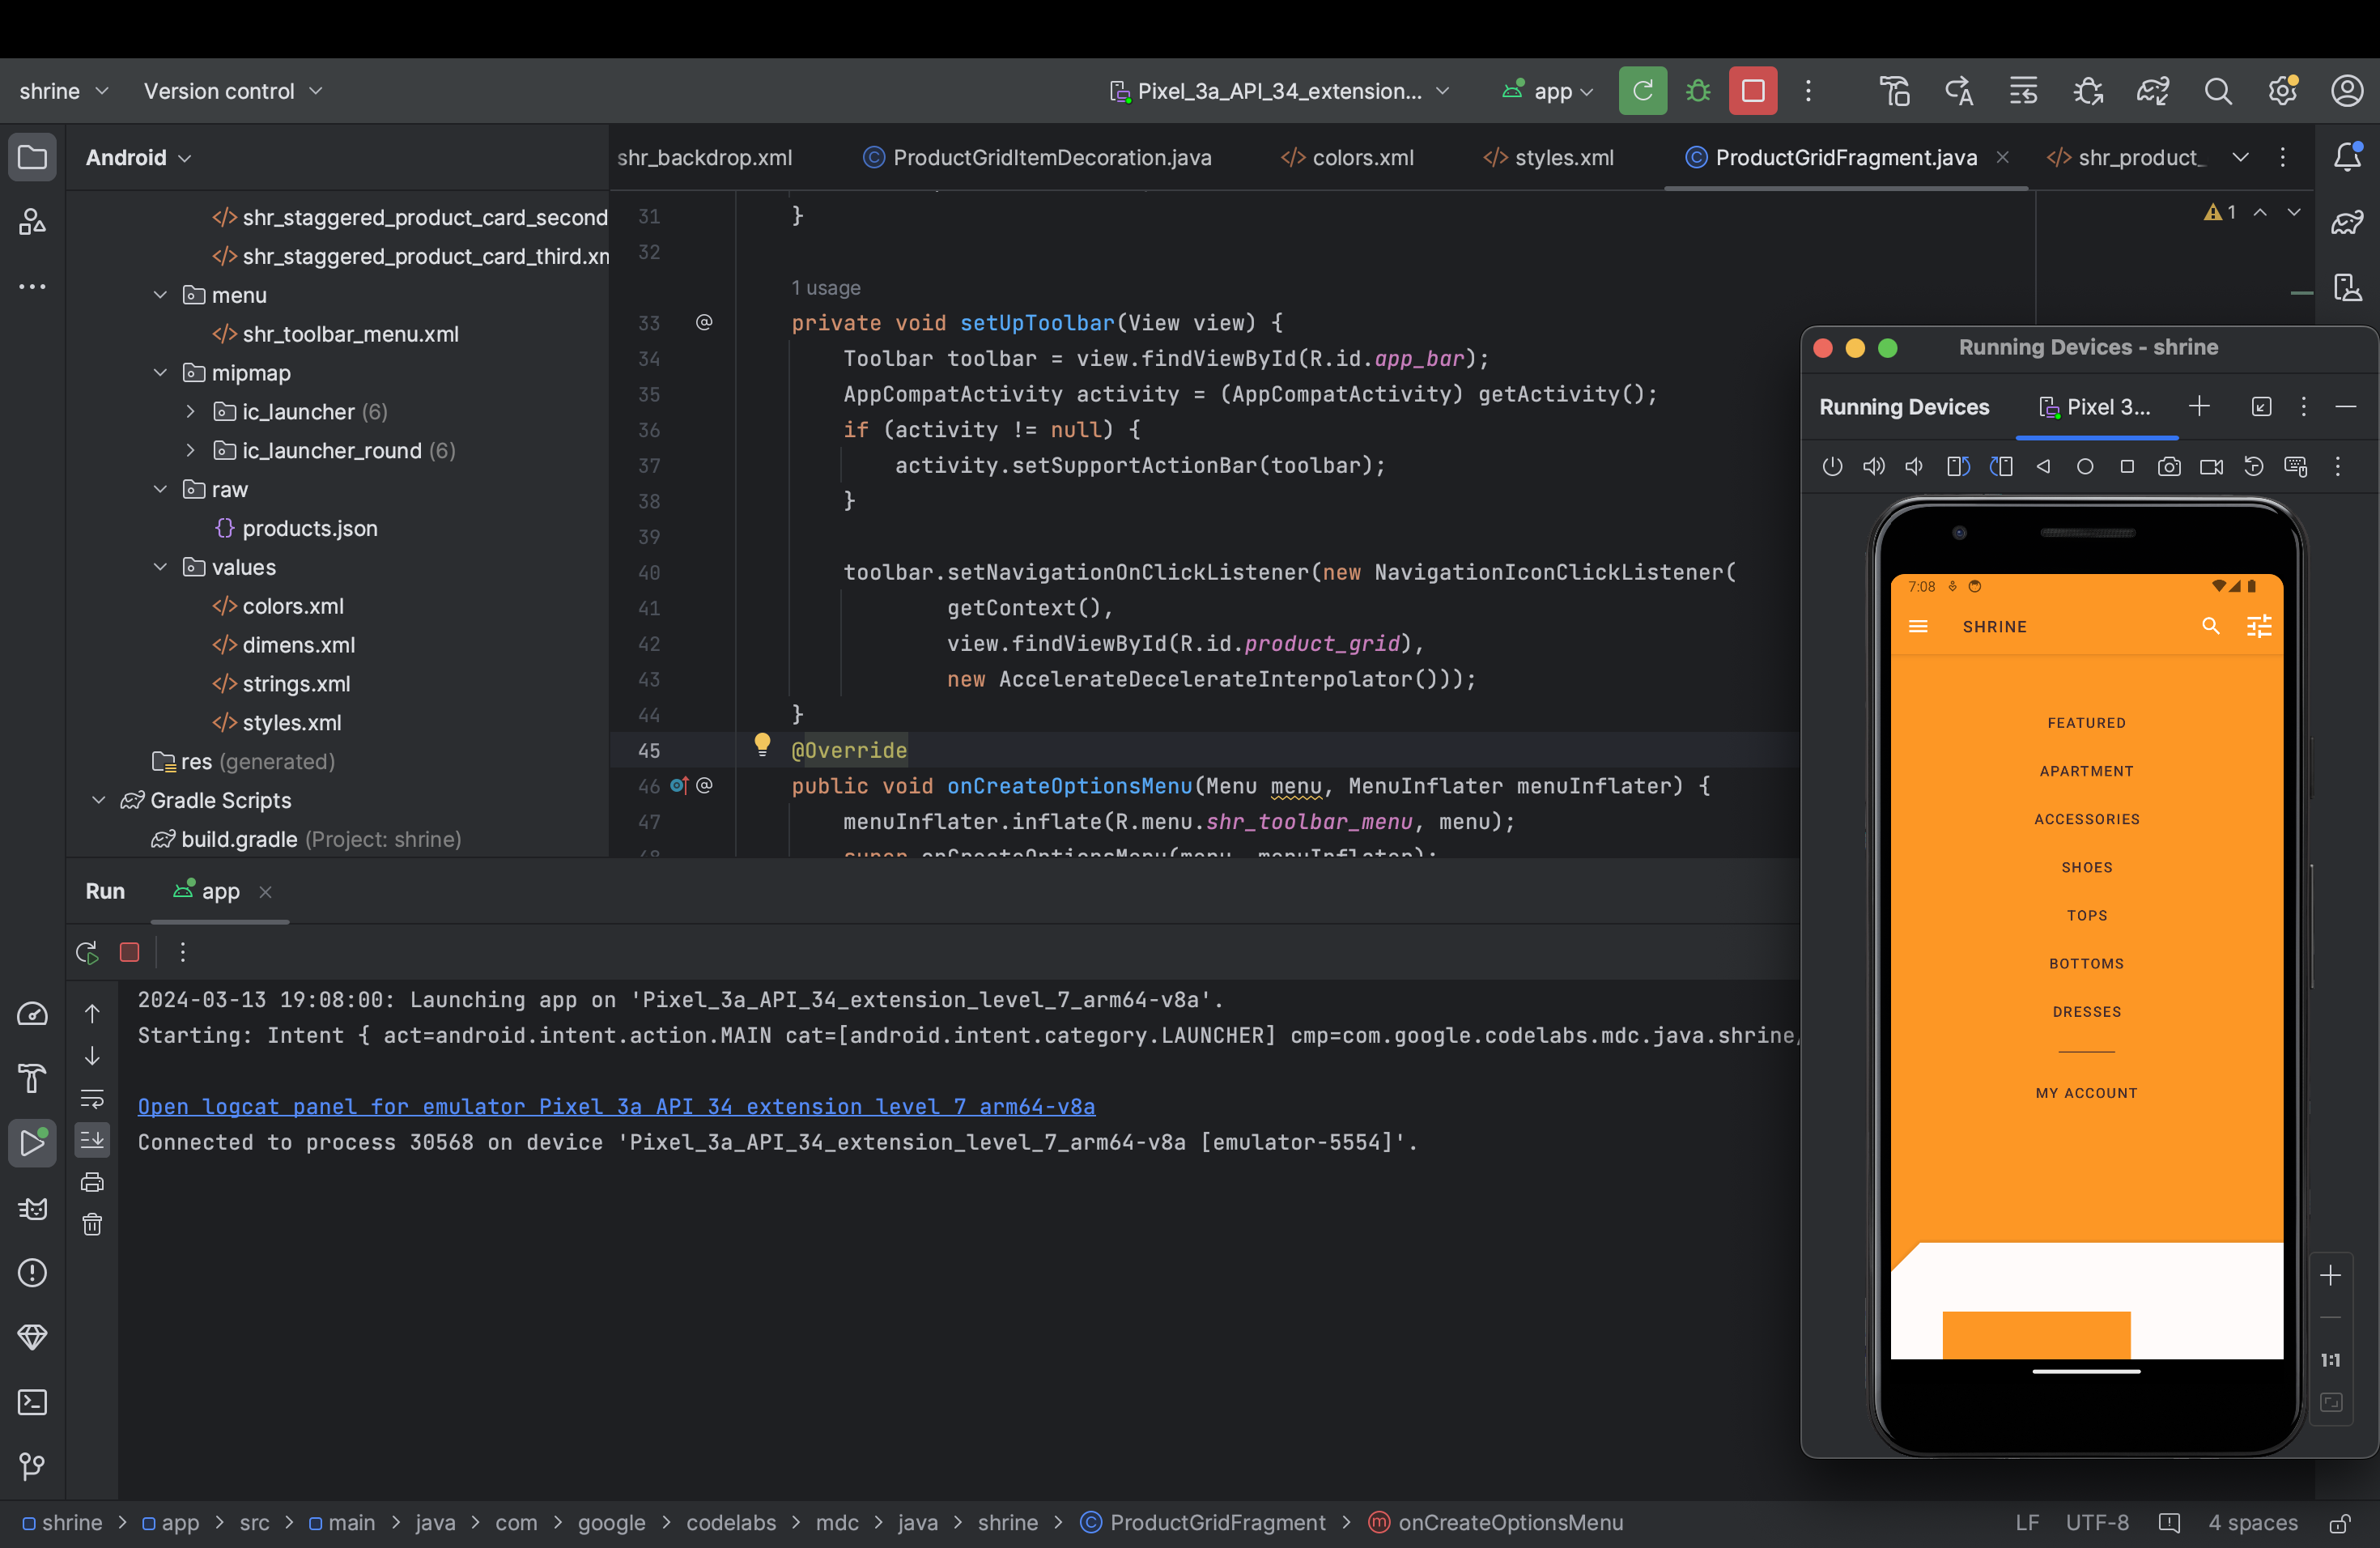 shrine
Version control
Pixel_3a_API_34_extension...
app
Android
shr_backdrop.xml
ProductGridItemDecoration.java
colors.xml
styles.xml
ProductGridFragment.java
shr_product_
shr_staggered_product_card_second
shr_staggered_product_card_third.xm
menu
shr_toolbar_menu.xml
mipmap
ic_launcher (6)
ic_launcher_round (6)
raw
products.json
values
colors.xml
dimens.xml
strings.xml
styles.xml
res (generated)
Gradle Scripts
build.gradle (Project: shrine)
1
31 }
32
1 usage
33 @ private void setUpToolbar(View view) {
34 Toolbar toolbar = view.findViewById(R.id.app_bar);
35 AppCompatActivity activity = (AppCompatActivity) getActivity();
36 if (activity != null) {
37 activity.setSupportActionBar(toolbar);
38 }
39
40 toolbar.setNavigationOnClickListener(new NavigationIconClickListener(
41 getContext(),
42 view.findViewById(R.id.product_grid),
43 new AccelerateDecelerateInterpolator()));
44 }
45 @Override
46 @ public void onCreateOptionsMenu(Menu menu, MenuInflater menuInflater) {
47 menuInflater.inflate(R.menu.shr_toolbar_menu, menu);
48 super.onCreateOptionsMenu(menu, menuInflater);
Running Devices - shrine
Running Devices
Pixel 3...
7:08
SHRINE
FEATURED
APARTMENT
ACCESSORIES
SHOES
TOPS
BOTTOMS
DRESSES
MY ACCOUNT
1:1
Run
app
2024-03-13 19:08:00: Launching app on 'Pixel_3a_API_34_extension_level_7_arm64-v8a'.
Starting: Intent { act=android.intent.action.MAIN cat=[android.intent.category.LAUNCHER] cmp=com.google.codelabs.mdc.java.shrine/
Open logcat panel for emulator Pixel 3a API 34 extension level 7 arm64-v8a
Connected to process 30568 on device 'Pixel_3a_API_34_extension_level_7_arm64-v8a [emulator-5554]'.
shrine > app > src > main > java > com > google > codelabs > mdc > java > shrine > ProductGridFragment > onCreateOptionsMenu
LF UTF-8 4 spaces